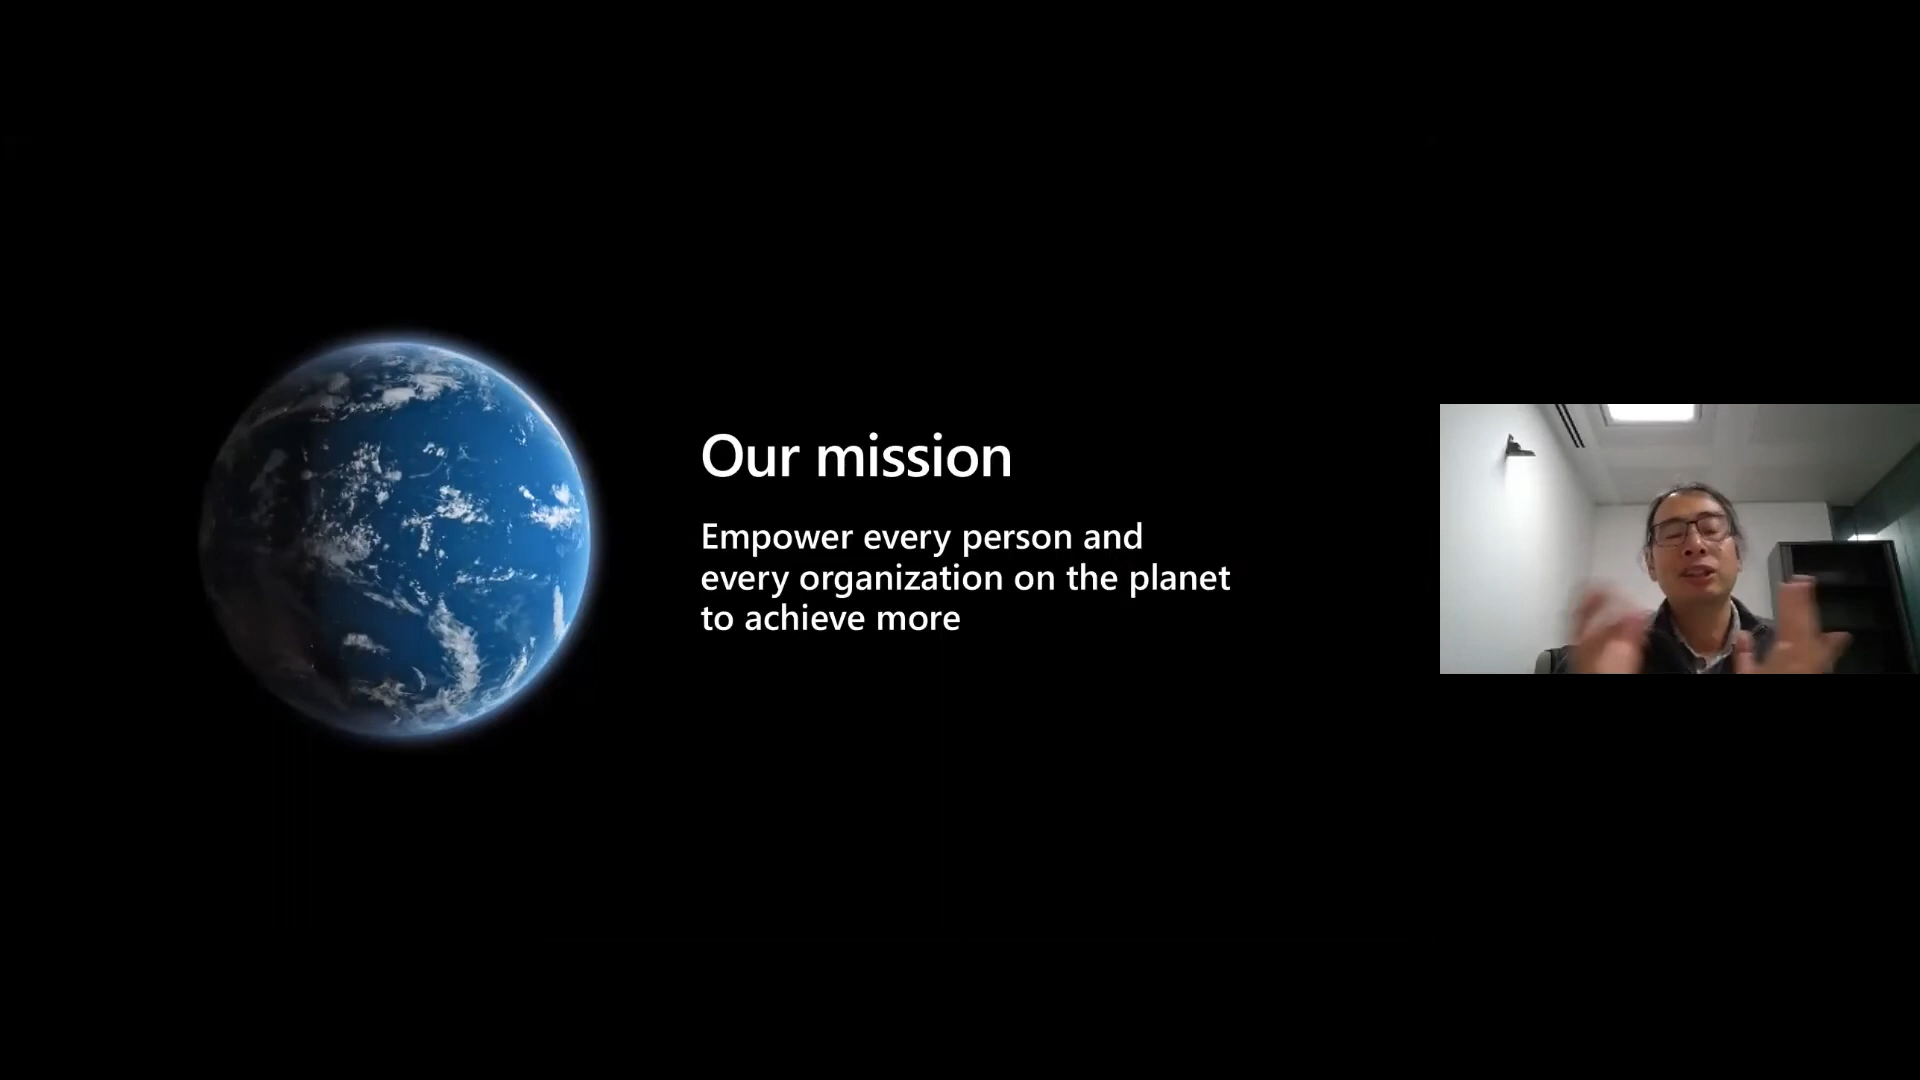 Our mission
Empower every person and
every organization on the planet
to achieve more